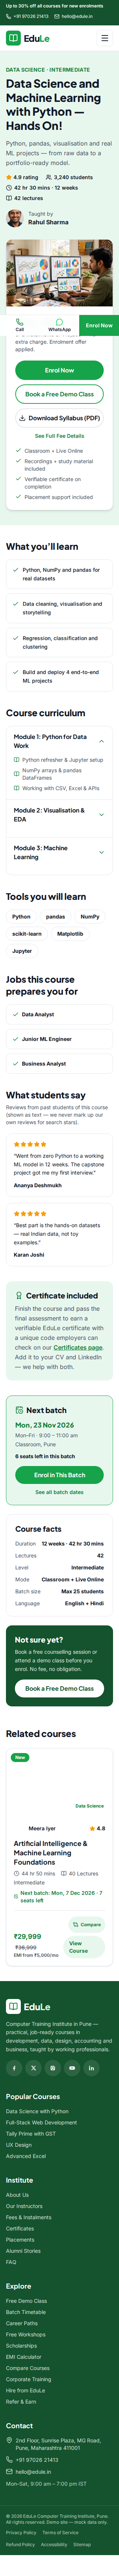 Up to 30% off all courses for new enrolments
+91 97026 21413 hello@edule.in
EduLe
DATA SCIENCE · INTERMEDIATE
Data Science and
Machine Learning
with Python —
Hands On!
Python, pandas, visualisation and real
ML projects — with a from-raw-data to
a portfolio-ready model.
4.9 rating 3,240 students
42 hr 30 mins · 12 weeks
42 lectures
Taught by
Rahul Sharma
Call
WhatsApp
Enrol Now
extra charge. Enrolment offer
applied.
Enrol Now
Book a Free Demo Class
Download Syllabus (PDF)
See Full Fee Details
Classroom + Live Online
Recordings + study material
included
Verifiable certificate on
completion
Placement support included
What you'll learn
Python, NumPy and pandas for
real datasets
Data cleaning, visualisation and
storytelling
Regression, classification and
clustering
Build and deploy 4 end-to-end
ML projects
Course curriculum
Module 1: Python for Data
Work
Python refresher & Jupyter setup
NumPy arrays & pandas
DataFrames
Working with CSV, Excel & APIs
Module 2: Visualisation &
EDA
Module 3: Machine
Learning
Tools you will learn
Python
pandas
NumPy
scikit-learn
Matplotlib
Jupyter
Jobs this course
prepares you for
Data Analyst
Junior ML Engineer
Business Analyst
What students say
Reviews from past students of this course
(shown as text — we never mark up our
own reviews for search stars).
“Went from zero Python to a working
ML model in 12 weeks. The capstone
project got me my first interview.”
Ananya Deshmukh
“Best part is the hands-on datasets
— real Indian data, not toy
examples.”
Karan Joshi
Certificate included
Finish the course and pass the
final assessment to earn a
verified EduLe certificate with
a unique code employers can
check on our Certificates page.
Add it to your CV and LinkedIn
— we help with both.
Next batch
Mon, 23 Nov 2026
Mon-Fri · 9:00 – 11:00 am
Classroom, Pune
6 seats left in this batch
Enrol in This Batch
See all batch dates
Course facts
Duration 12 weeks · 42 hr 30 mins
Lectures 42
Level Intermediate
Mode Classroom + Live Online
Batch size Max 25 students
Language English + Hindi
Not sure yet?
Book a free counselling session or
attend a demo class before you
enrol. No fee, no obligation.
Book a Free Demo Class
Related courses
New
Data Science
Meera Iyer 4.8
Artificial Intelligence &
Machine Learning
Foundations
44 hr 50 mins 40 Lectures
Intermediate
Next batch: Mon, 7 Dec 2026 · 7
seats left
Compare
₹29,999
₹38,999
EMI from ₹5,000/mo
View
Course
EduLe
Computer Training Institute in Pune —
practical, job-ready courses in
development, data, design, accounting and
business, taught by working professionals.
Popular Courses
Data Science with Python
Full-Stack Web Development
Tally Prime with GST
UX Design
Advanced Excel
Institute
About Us
Our Instructors
Fees & Instalments
Certificates
Placements
Alumni Stories
FAQ
Explore
Free Demo Class
Batch Timetable
Career Paths
Free Workshops
Scholarships
EMI Calculator
Compare Courses
Corporate Training
Hire from EduLe
Refer & Earn
Contact
2nd Floor, Sunrise Plaza, MG Road,
Pune, Maharashtra 411001
+91 97026 21413
hello@edule.in
Mon-Sat, 9:00 am – 7:00 pm IST
© 2026 EduLe Computer Training Institute, Pune.
All rights reserved. Demo site — mock data only.
Privacy Policy Terms of Service
Refund Policy Accessibility Sitemap